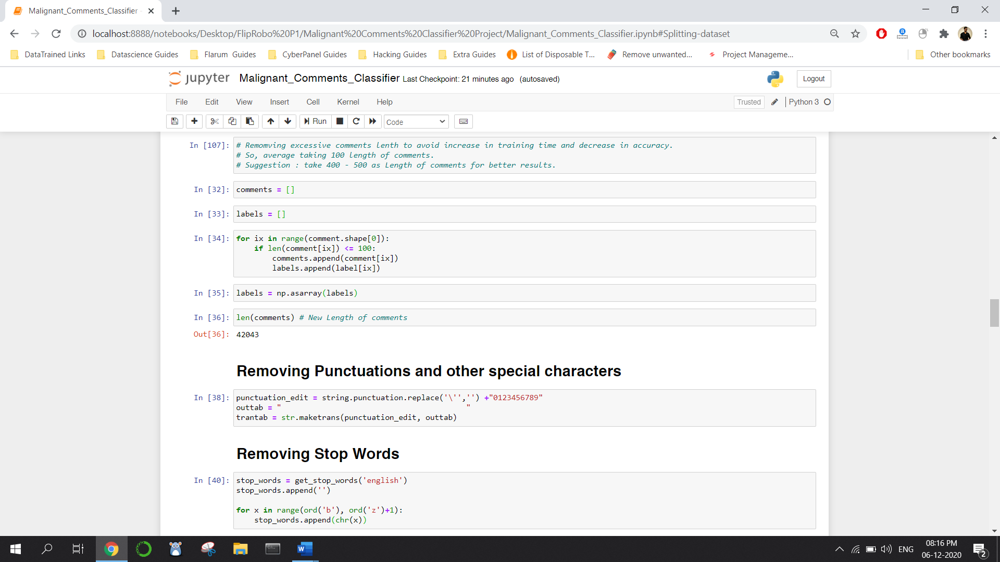 Malignant_Comments_Classifier -
localhost:8888/notebooks/Desktop/FlipRobo%20P1/Malignant%20Comments%20Classifier%20Project/Malignant_Comments_Classifier.ipynb#Splitting-dataset
DataTrained Links Datascience Guides Flarum Guides CyberPanel Guides Hacking Guides Extra Guides List of Disposable T... Remove unwanted... Project Manageme... Other bookmarks
jupyter Malignant_Comments_Classifier Last Checkpoint: 21 minutes ago (autosaved) Logout
File Edit View Insert Cell Kernel Help Trusted Python 3
Run Code
In [107]: # Remomving excessive comments lenth to avoid increase in training time and decrease in accuracy.
# So, average taking 100 length of comments.
# Suggestion : take 400 - 500 as Length of comments for better results.
In [32]: comments = []
In [33]: labels = []
In [34]: for ix in range(comment.shape[0]):
if len(comment[ix]) <= 100:
comments.append(comment[ix])
labels.append(label[ix])
In [35]: labels = np.asarray(labels)
In [36]: len(comments) # New Length of comments
Out[36]: 42043
Removing Punctuations and other special characters
In [38]: punctuation_edit = string.punctuation.replace('\'','') +"0123456789"
outtab = "                                         "
trantab = str.maketrans(punctuation_edit, outtab)
Removing Stop Words
In [40]: stop_words = get_stop_words('english')
stop_words.append('')
for x in range(ord('b'), ord('z')+1):
stop_words.append(chr(x))
ENG
08:16 PM
06-12-2020
2